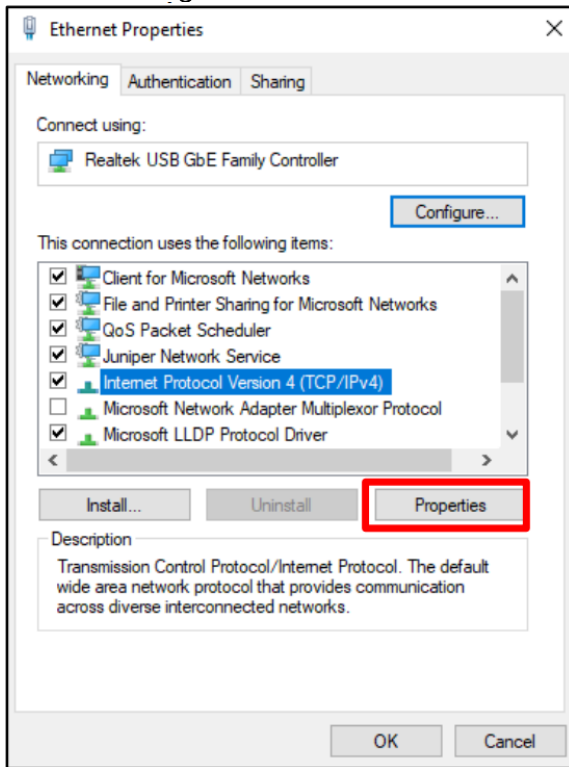 Ethernet Properties
Networking Authentication Sharing
Connect using:
Realtek USB GbE Family Controller
Configure...
This connection uses the following items:
Client for Microsoft Networks
File and Printer Sharing for Microsoft Networks
QoS Packet Scheduler
Juniper Network Service
Internet Protocol Version 4 (TCP/IPv4)
Microsoft Network Adapter Multiplexor Protocol
Microsoft LLDP Protocol Driver
Install... Uninstall Properties
Description
Transmission Control Protocol/Internet Protocol. The default
wide area network protocol that provides communication
across diverse interconnected networks.
OK Cancel